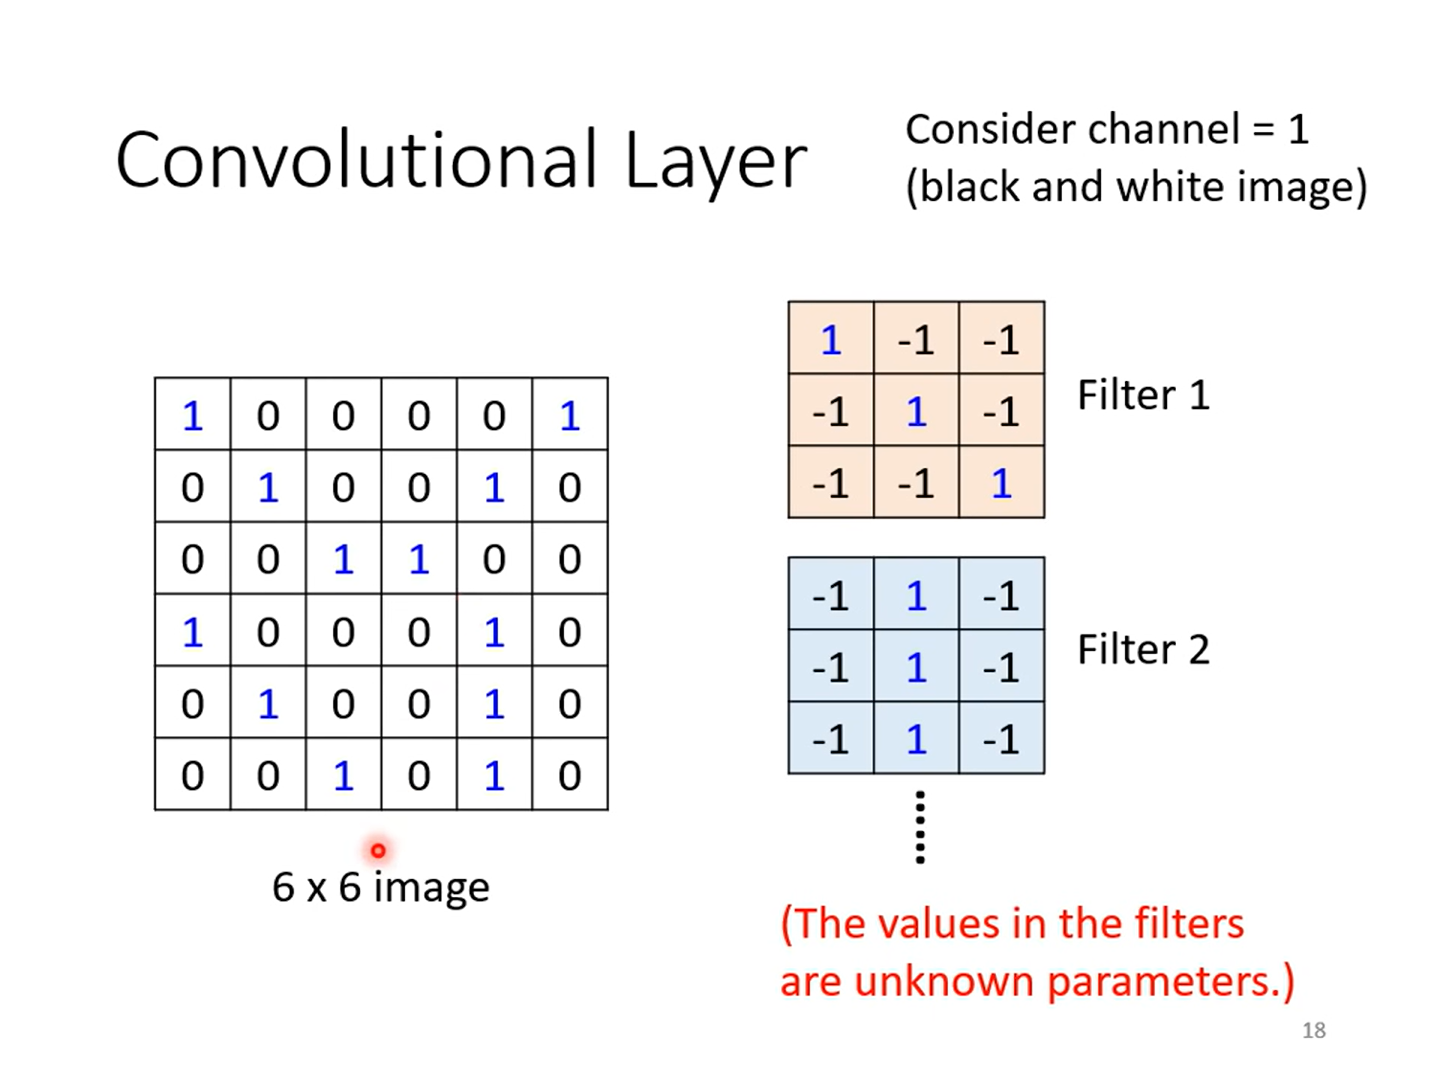 Convolutional Layer
Consider channel = 1
(black and white image)
1 0 0 0 0 1
0 1 0 0 1 0
0 0 1 1 0 0
1 0 0 0 1 0
0 1 0 0 1 0
0 0 1 0 1 0
6 x 6 image
1 -1 -1
-1 1 -1
-1 -1 1
Filter 1
-1 1 -1
-1 1 -1
-1 1 -1
Filter 2
(The values in the filters
are unknown parameters.)
18